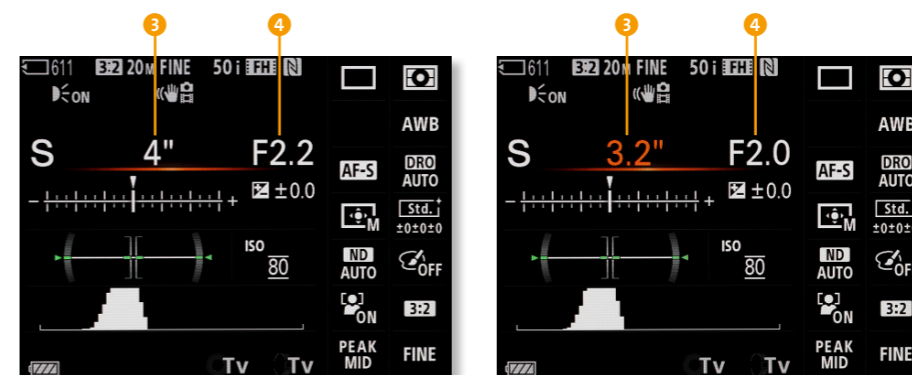 3 4
611 3:2 20M FINE 50 i FH N
ON
AWB
S 4" F2.2
AF-S DRO AUTO
- + ±0.0
M Std.+ ±0±0±0
ISO 80
ND AUTO OFF
ON 3:2
Tv Tv
PEAK MID FINE
3 4
611 3:2 20M FINE 50 i FH N
ON
AWB
S 3.2" F2.0
AF-S DRO AUTO
- + ±0.0
M Std.
±0±0±
ISO 80
ND AUTO OF
ON 3:2
Tv Tv
PEAK MID FINE